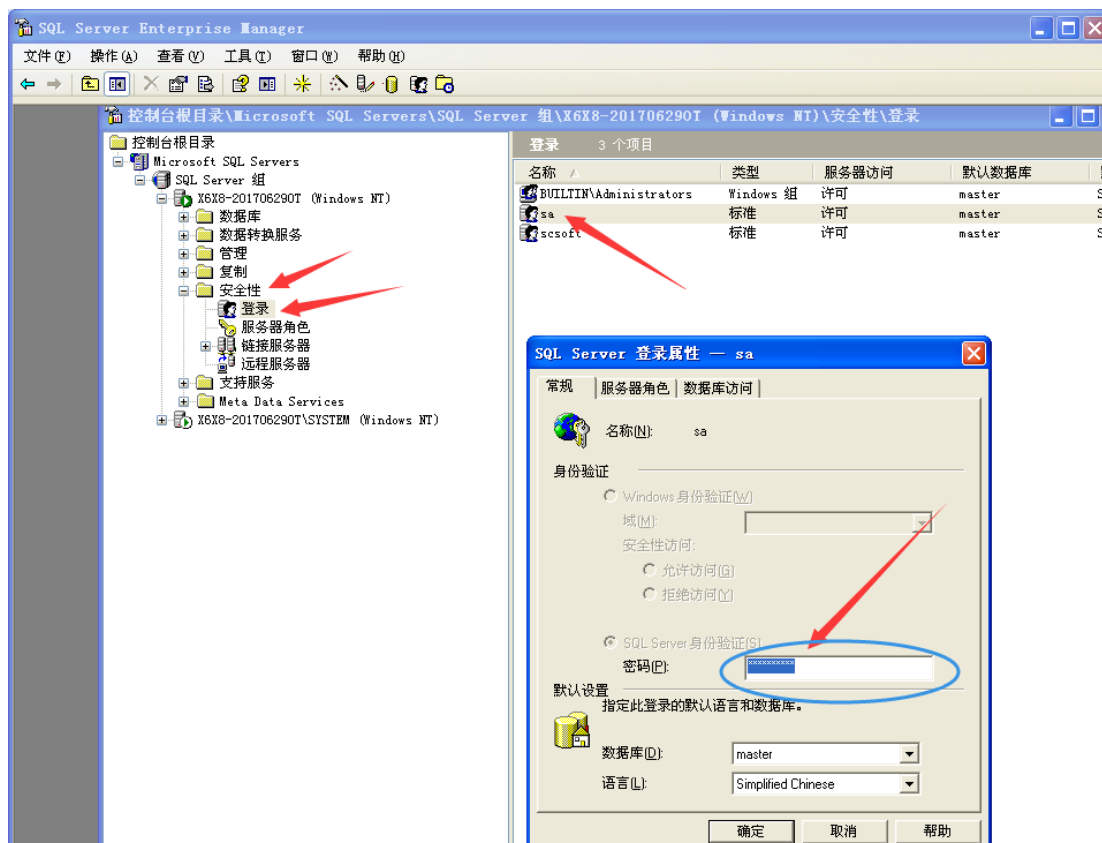 SQL Server Enterprise Manager
文件(F) 操作(A) 查看(V) 工具(T) 窗口(W) 帮助(H)
控制台根目录\Microsoft SQL Servers\SQL Server 组\X6X8-20170629OT (Windows NT)\安全性\登录
控制台根目录
Microsoft SQL Servers
SQL Server 组
X6X8-20170629OT (Windows NT)
数据库
数据转换服务
管理
复制
安全性
登录
服务器角色
链接服务器
远程服务器
支持服务
Meta Data Services
X6X8-20170629OT\SYSTEM (Windows NT)
登录 3 个项目
名称 类型 服务器访问 默认数据库
BUILTIN\Administrators Windows 组 许可 master S
sa 标准 许可 master S
scsoft 标准 许可 master S
SQL Server 登录属性 — sa
常规 服务器角色 数据库访问
名称(N): sa
身份验证
Windows 身份验证(W)
域(M):
安全性访问:
允许访问(G)
拒绝访问(Y)
SQL Server 身份验证(S)
密码(P): **********
默认设置
指定此登录的默认语言和数据库。
数据库(D): master
语言(L): Simplified Chinese
确定 取消 帮助